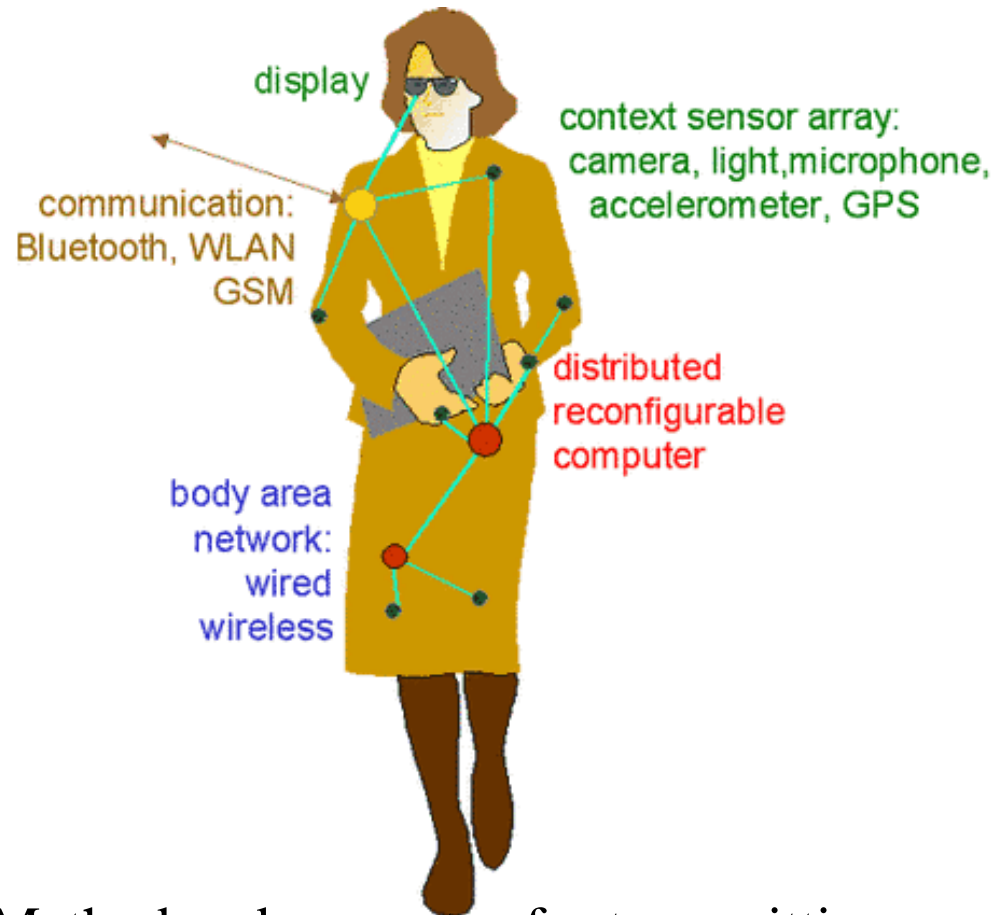 display
context sensor array:
camera, light,microphone,
accelerometer, GPS
communication:
Bluetooth, WLAN
GSM
distributed
reconfigurable
computer
body area
network:
wired
wireless